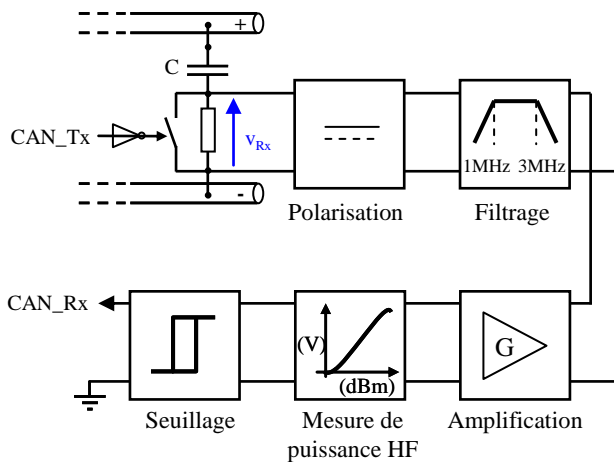 +
C
CAN_Tx
v_Rx
1MHz 3MHz
-
Polarisation Filtrage
CAN_Rx
(V)
(dBm)
G
Seuillage Mesure de puissance HF Amplification